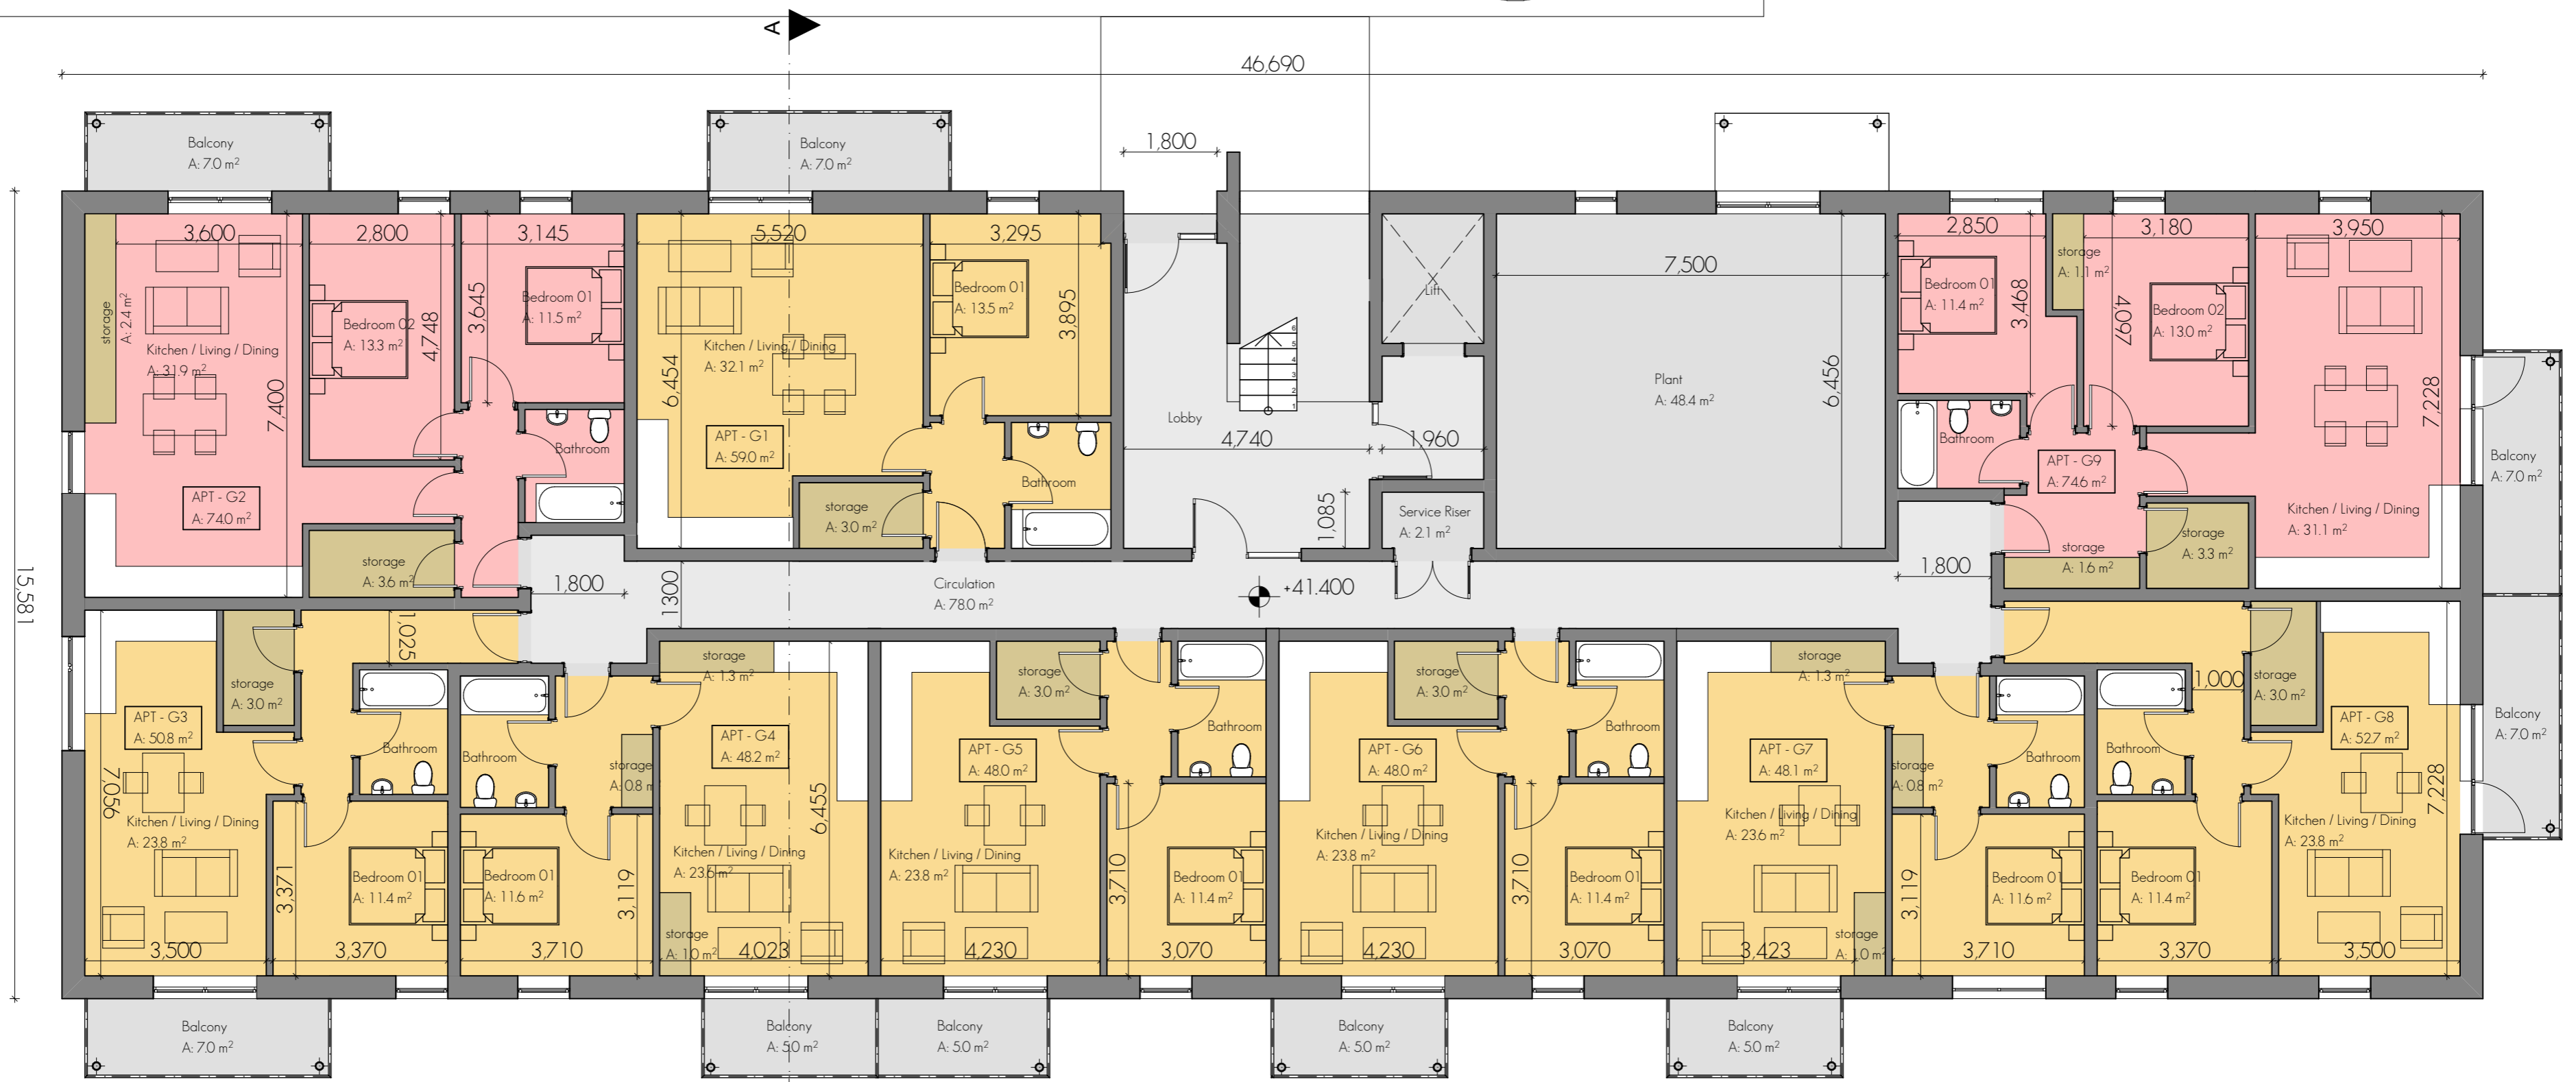 A
46,690
Balcony
A: 7.0 m²
Balcony
A: 7.0 m²
1,800
3,600
2,800
3,145
5,520
3,295
7,500
2,850
3,180
3,950
storage
A: 2.4 m²
Kitchen / Living / Dining
A: 31.9 m²
7,400
APT - G2
A: 74.0 m²
Bedroom 02
A: 13.3 m²
4,748
3,645
Bedroom 01
A: 11.5 m²
Bathroom
storage
A: 3.6 m²
1,800
6,454
Kitchen / Living / Dining
A: 32.1 m²
APT - G1
A: 59.0 m²
storage
A: 3.0 m²
Bedroom 01
A: 13.5 m²
3,895
Bathroom
Lobby
4,740
6
5
4
3
2
1
Lift
1,960
1,085
Service Riser
A: 2.1 m²
Plant
A: 48.4 m²
6,456
Bedroom 01
A: 11.4 m²
3,468
storage
A: 1.1 m²
4,097
Bedroom 02
A: 13.0 m²
Bathroom
APT - G9
A: 74.6 m²
7,228
Kitchen / Living / Dining
A: 31.1 m²
storage
A: 3.3 m²
storage
A: 1.6 m²
1,800
Balcony
A: 7.0 m²
15,581
1300
Circulation
A: 78.0 m²
+41.400
APT - G3
A: 50.8 m²
7,056
storage
A: 3.0 m²
1,025
Bathroom
Kitchen / Living / Dining
A: 23.8 m²
3,371
Bedroom 01
A: 11.4 m²
3,500
3,370
Bathroom
storage
A: 0.8 m
Bedroom 01
A: 11.6 m²
3,119
3,710
storage
A: 1.3 m²
APT - G4
A: 48.2 m²
6,455
Kitchen / Living / Dining
A: 23.6 m²
storage
A: 1.0 m²
4,023
storage
A: 3.0 m²
APT - G5
A: 48.0 m²
Bathroom
Kitchen / Living / Dining
A: 23.8 m²
3,710
Bedroom 01
A: 11.4 m²
4,230
3,070
storage
A: 3.0 m²
APT - G6
A: 48.0 m²
Bathroom
Kitchen / Living / Dining
A: 23.8 m²
3,710
Bedroom 01
A: 11.4 m²
4,230
3,070
storage
A: 1.3 m²
APT - G7
A: 48.1 m²
Kitchen / Living / Dining
A: 23.6 m²
storage
A: 1.0 m²
3,423
storage
A: 0.8 m²
Bathroom
3,119
Bedroom 01
A: 11.6 m²
3,710
1,000
storage
A: 3.0 m²
Bathroom
APT - G8
A: 52.7 m²
7,228
Kitchen / Living / Dining
A: 23.8 m²
Bedroom 01
A: 11.4 m²
3,370
3,500
Balcony
A: 7.0 m²
Balcony
A: 7.0 m²
Balcony
A: 5.0 m²
Balcony
A: 5.0 m²
Balcony
A: 5.0 m²
Balcony
A: 5.0 m²